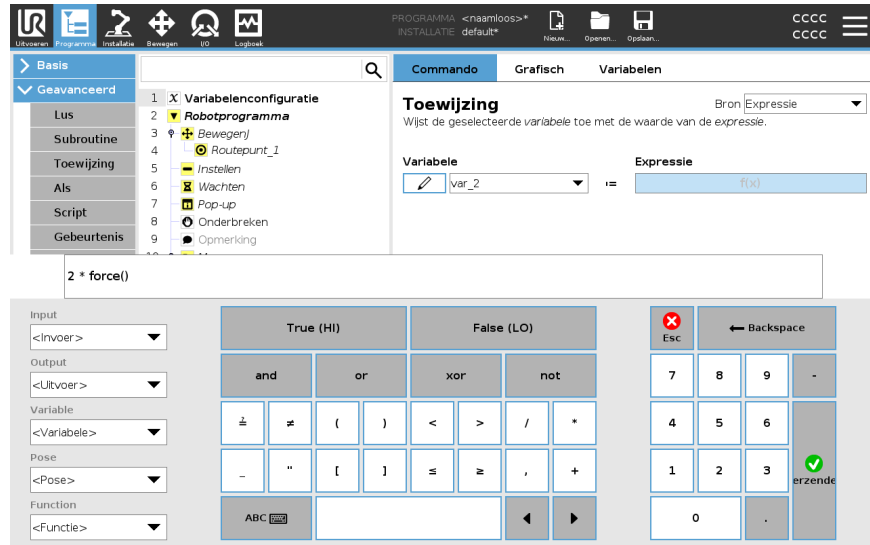 UR
PROGRAMMA <naamloos>*
INSTALLATIE default*
Uitvoeren Programma Installatie Bewegen I/O Logboek
Nieuw... Openen... Opslaan...
CCCC
CCCC
Basis
Geavanceerd
Lus
Subroutine
Toewijzing
Als
Script
Gebeurtenis
1 X Variabelenconfiguratie
2 Robotprogramma
3 BewegenJ
4 Routepunt_1
5 Instellen
6 Wachten
7 Pop-up
8 Onderbreken
9 Opmerking
Commando Grafisch Variabelen
Toewijzing
Bron Expressie
Wijst de geselecteerde variabele toe met de waarde van de expressie.
Variabele Expressie
var_2 := f(x)
2 * force()
Input
<Invoer>
Output
<Uitvoer>
Variable
<Variabele>
Pose
<Pose>
Function
<Functie>
True (HI) False (LO)
and or xor not
≟ ≠ ( ) < > / *
_ " [ ] ≤ ≥ , +
ABC
Esc Backspace
7 8 9 -
4 5 6
1 2 3 erzende
0 .